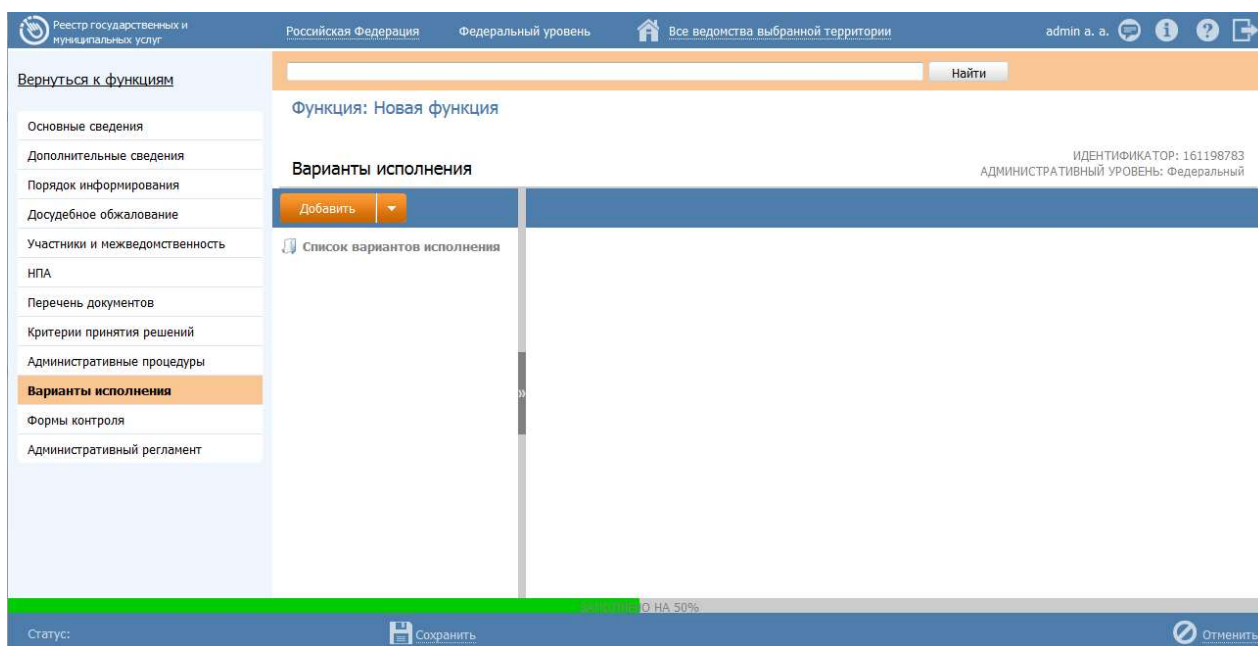 Реестр государственных и
муниципальных услуг
Российская Федерация
Федеральный уровень
Все ведомства выбранной территории
admin a. a.
Вернуться к функциям
Найти
Основные сведения
Дополнительные сведения
Порядок информирования
Досудебное обжалование
Участники и межведомственность
НПА
Перечень документов
Критерии принятия решений
Административные процедуры
Варианты исполнения
Формы контроля
Административный регламент
Функция: Новая функция
Варианты исполнения
ИДЕНТИФИКАТОР: 161198783
АДМИНИСТРАТИВНЫЙ УРОВЕНЬ: Федеральный
Добавить
Список вариантов исполнения
»
ЗАПОЛНЕНО НА 50%
Статус:
Сохранить
Отменить